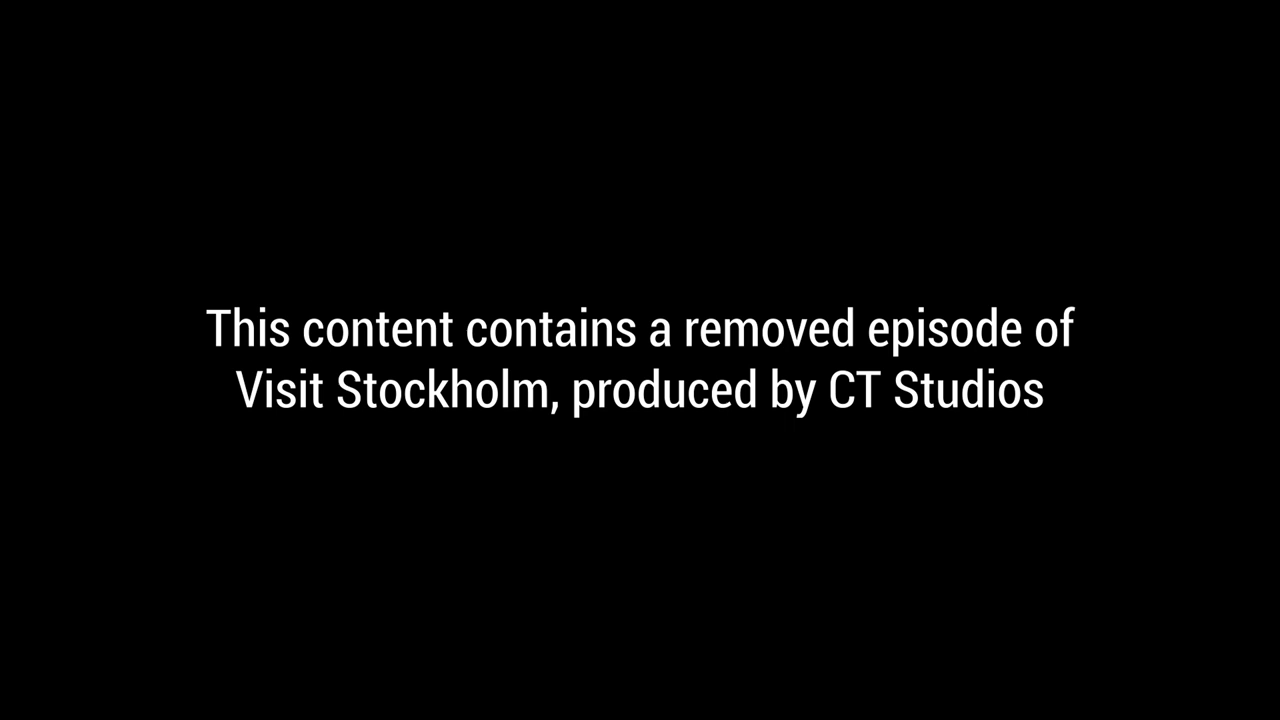 This content contains a removed episode of
Visit Stockholm, produced by CT Studios